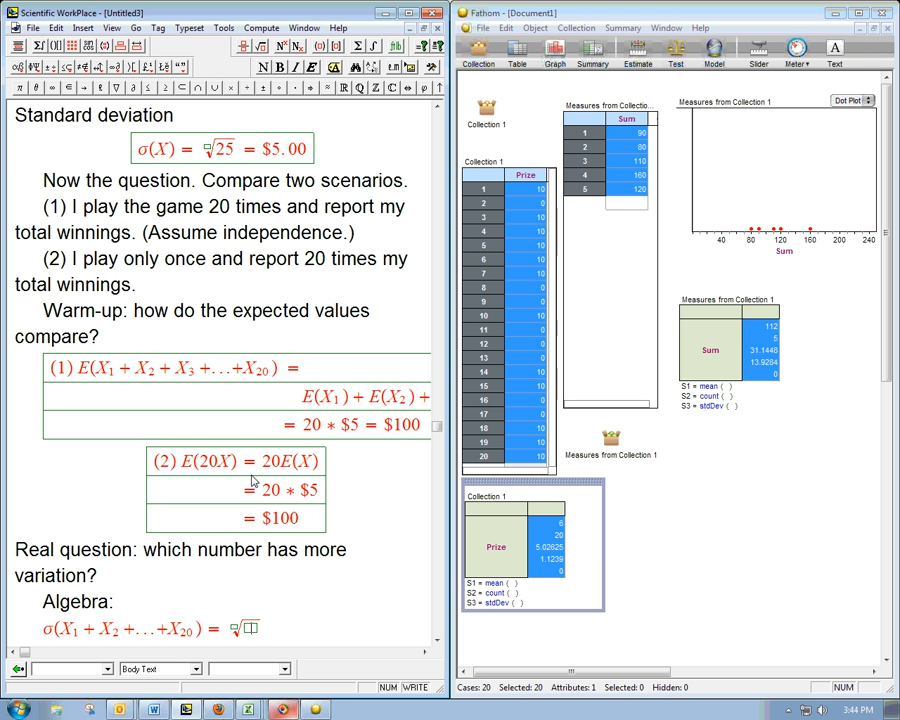 Scientific WorkPlace - [Untitled3]
File Edit Insert View Go Tag Typeset Tools Compute Window Help
N B I E
π ′ ∂ ∇ ∫ ∞ ∈ ≤ ⊂ ∩ ∪ × ÷ ± ↓ ∘ ∗ → ⇒ ℝ ℚ ℤ ℂ ↔ φ
Standard deviation
σ(X) = √25 = $5.00
Now the question. Compare two scenarios.
(1) I play the game 20 times and report my
total winnings. (Assume independence.)
(2) I play only once and report 20 times my
total winnings.
Warm-up: how do the expected values
compare?
(1) E(X₁ + X₂ + X₃ +...+X₂₀) =
E(X₁) + E(X₂) +
= 20 * $5 = $100
(2) E(20X) = 20E(X)
= 20 * $5
= $100
Real question: which number has more
variation?
Algebra:
σ(X₁ + X₂ +...+X₂₀) = √
Body Text
NUM WRITE
Fathom - [Document1]
File Edit Object Collection Summary Window Help
Collection Table Graph Summary Estimate Test Model Slider Meter Text
Collection 1
Collection 1
Prize
1 10
2 0
3 10
4 10
5 10
6 10
7 10
8 0
9 0
10 10
11 0
12 0
13 0
14 10
15 10
16 0
17 0
18 10
19 10
20 10
Measures from Collectio...
Sum
1 90
2 80
3 110
4 160
5 120
Measures from Collection 1
Measures from Collection 1
Dot Plot
40 80 120 160 200 240
Sum
Measures from Collection 1
Sum
112
5
31.1448
13.9284
0
S1 = mean ( )
S2 = count ( )
S3 = stdDev ( )
Collection 1
Prize
6
20
5.02625
1.1239
0
S1 = mean ( )
S2 = count ( )
S3 = stdDev ( )
Cases: 20 Selected: 20 Attributes: 1 Selected: 0 Hidden: 0
NUM
3:44 PM